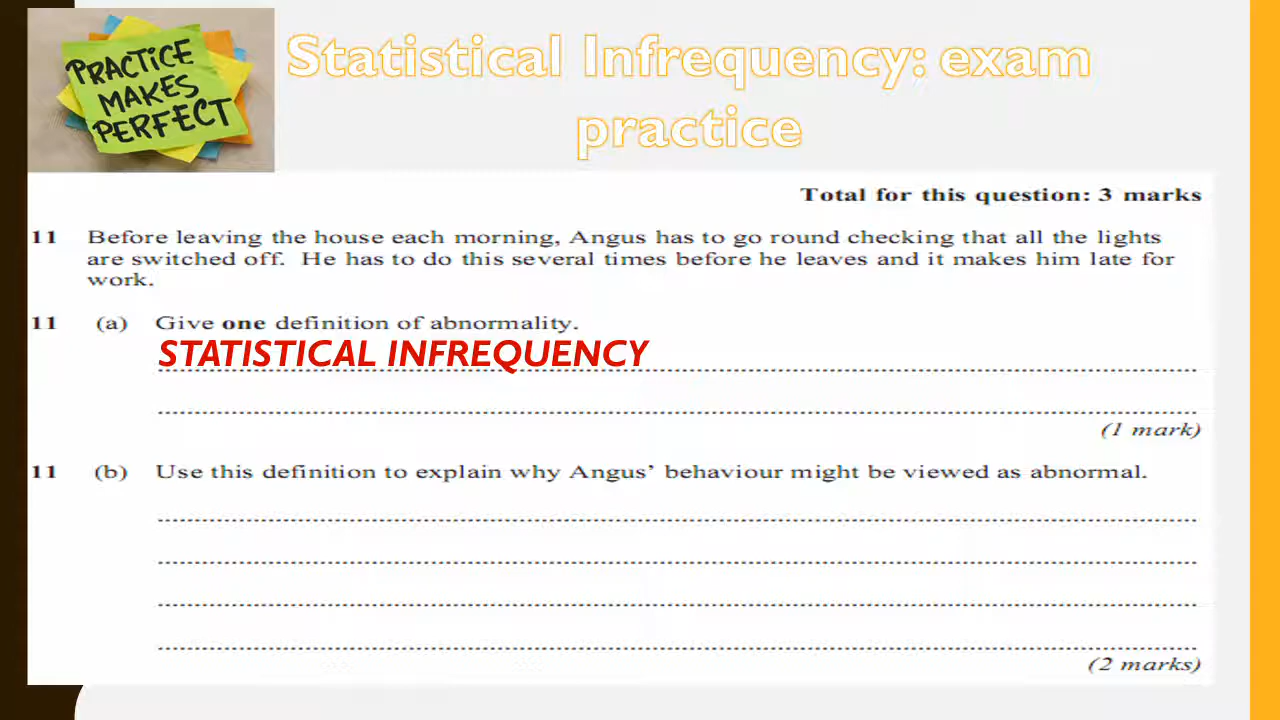 PRACTICE
MAKES
PERFECT
Statistical Infrequency: exam
practice
Total for this question: 3 marks
11 Before leaving the house each morning, Angus has to go round checking that all the lights
are switched off. He has to do this several times before he leaves and it makes him late for
work.
11 (a) Give one definition of abnormality.
STATISTICAL INFREQUENCY
(1 mark)
11 (b) Use this definition to explain why Angus' behaviour might be viewed as abnormal.
(2 marks)